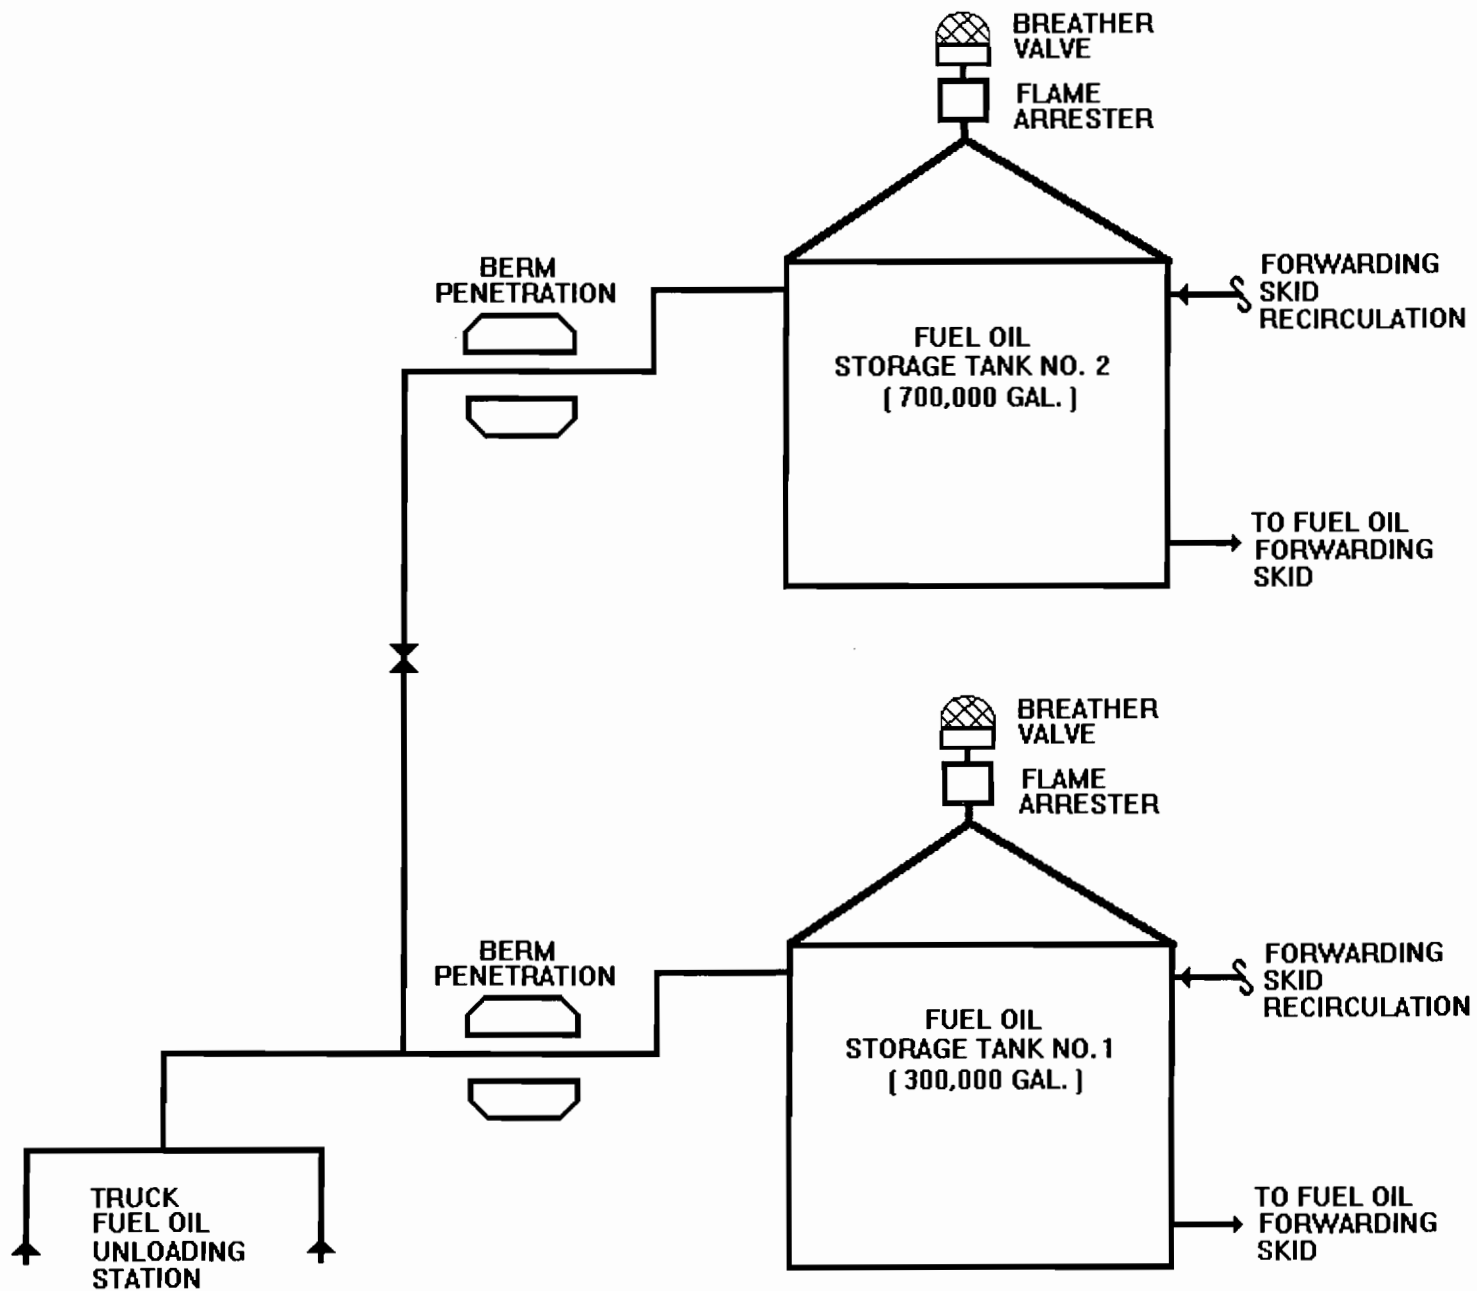 BREATHER
VALVE
FLAME
ARRESTER
BERM
PENETRATION
FORWARDING
SKID
RECIRCULATION
FUEL OIL
STORAGE TANK NO. 2
( 700,000 GAL. )
TO FUEL OIL
FORWARDING
SKID
BREATHER
VALVE
FLAME
ARRESTER
BERM
PENETRATION
FORWARDING
SKID
RECIRCULATION
FUEL OIL
STORAGE TANK NO. 1
( 300,000 GAL. )
TRUCK
FUEL OIL
UNLOADING
STATION
TO FUEL OIL
FORWARDING
SKID